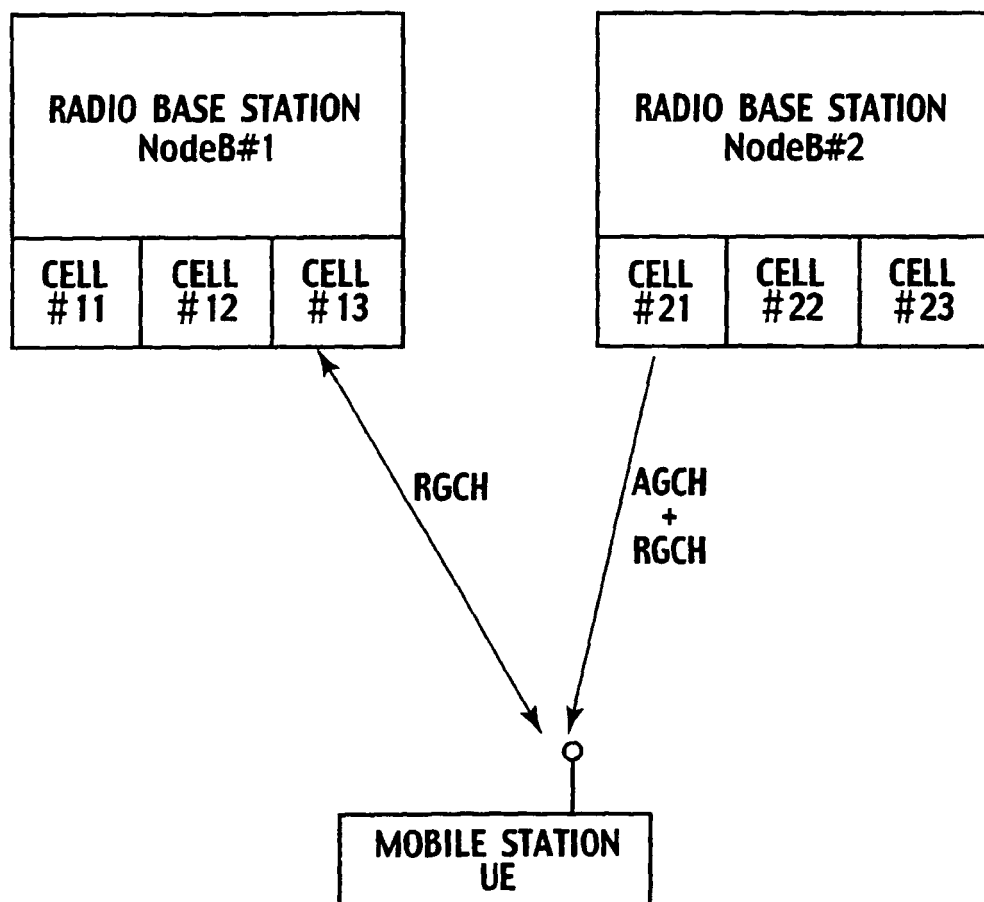 RADIO BASE STATION
NodeB#1
CELL
#11
CELL
#12
CELL
#13
RADIO BASE STATION
NodeB#2
CELL
#21
CELL
#22
CELL
#23
RGCH
AGCH
+
RGCH
MOBILE STATION
UE